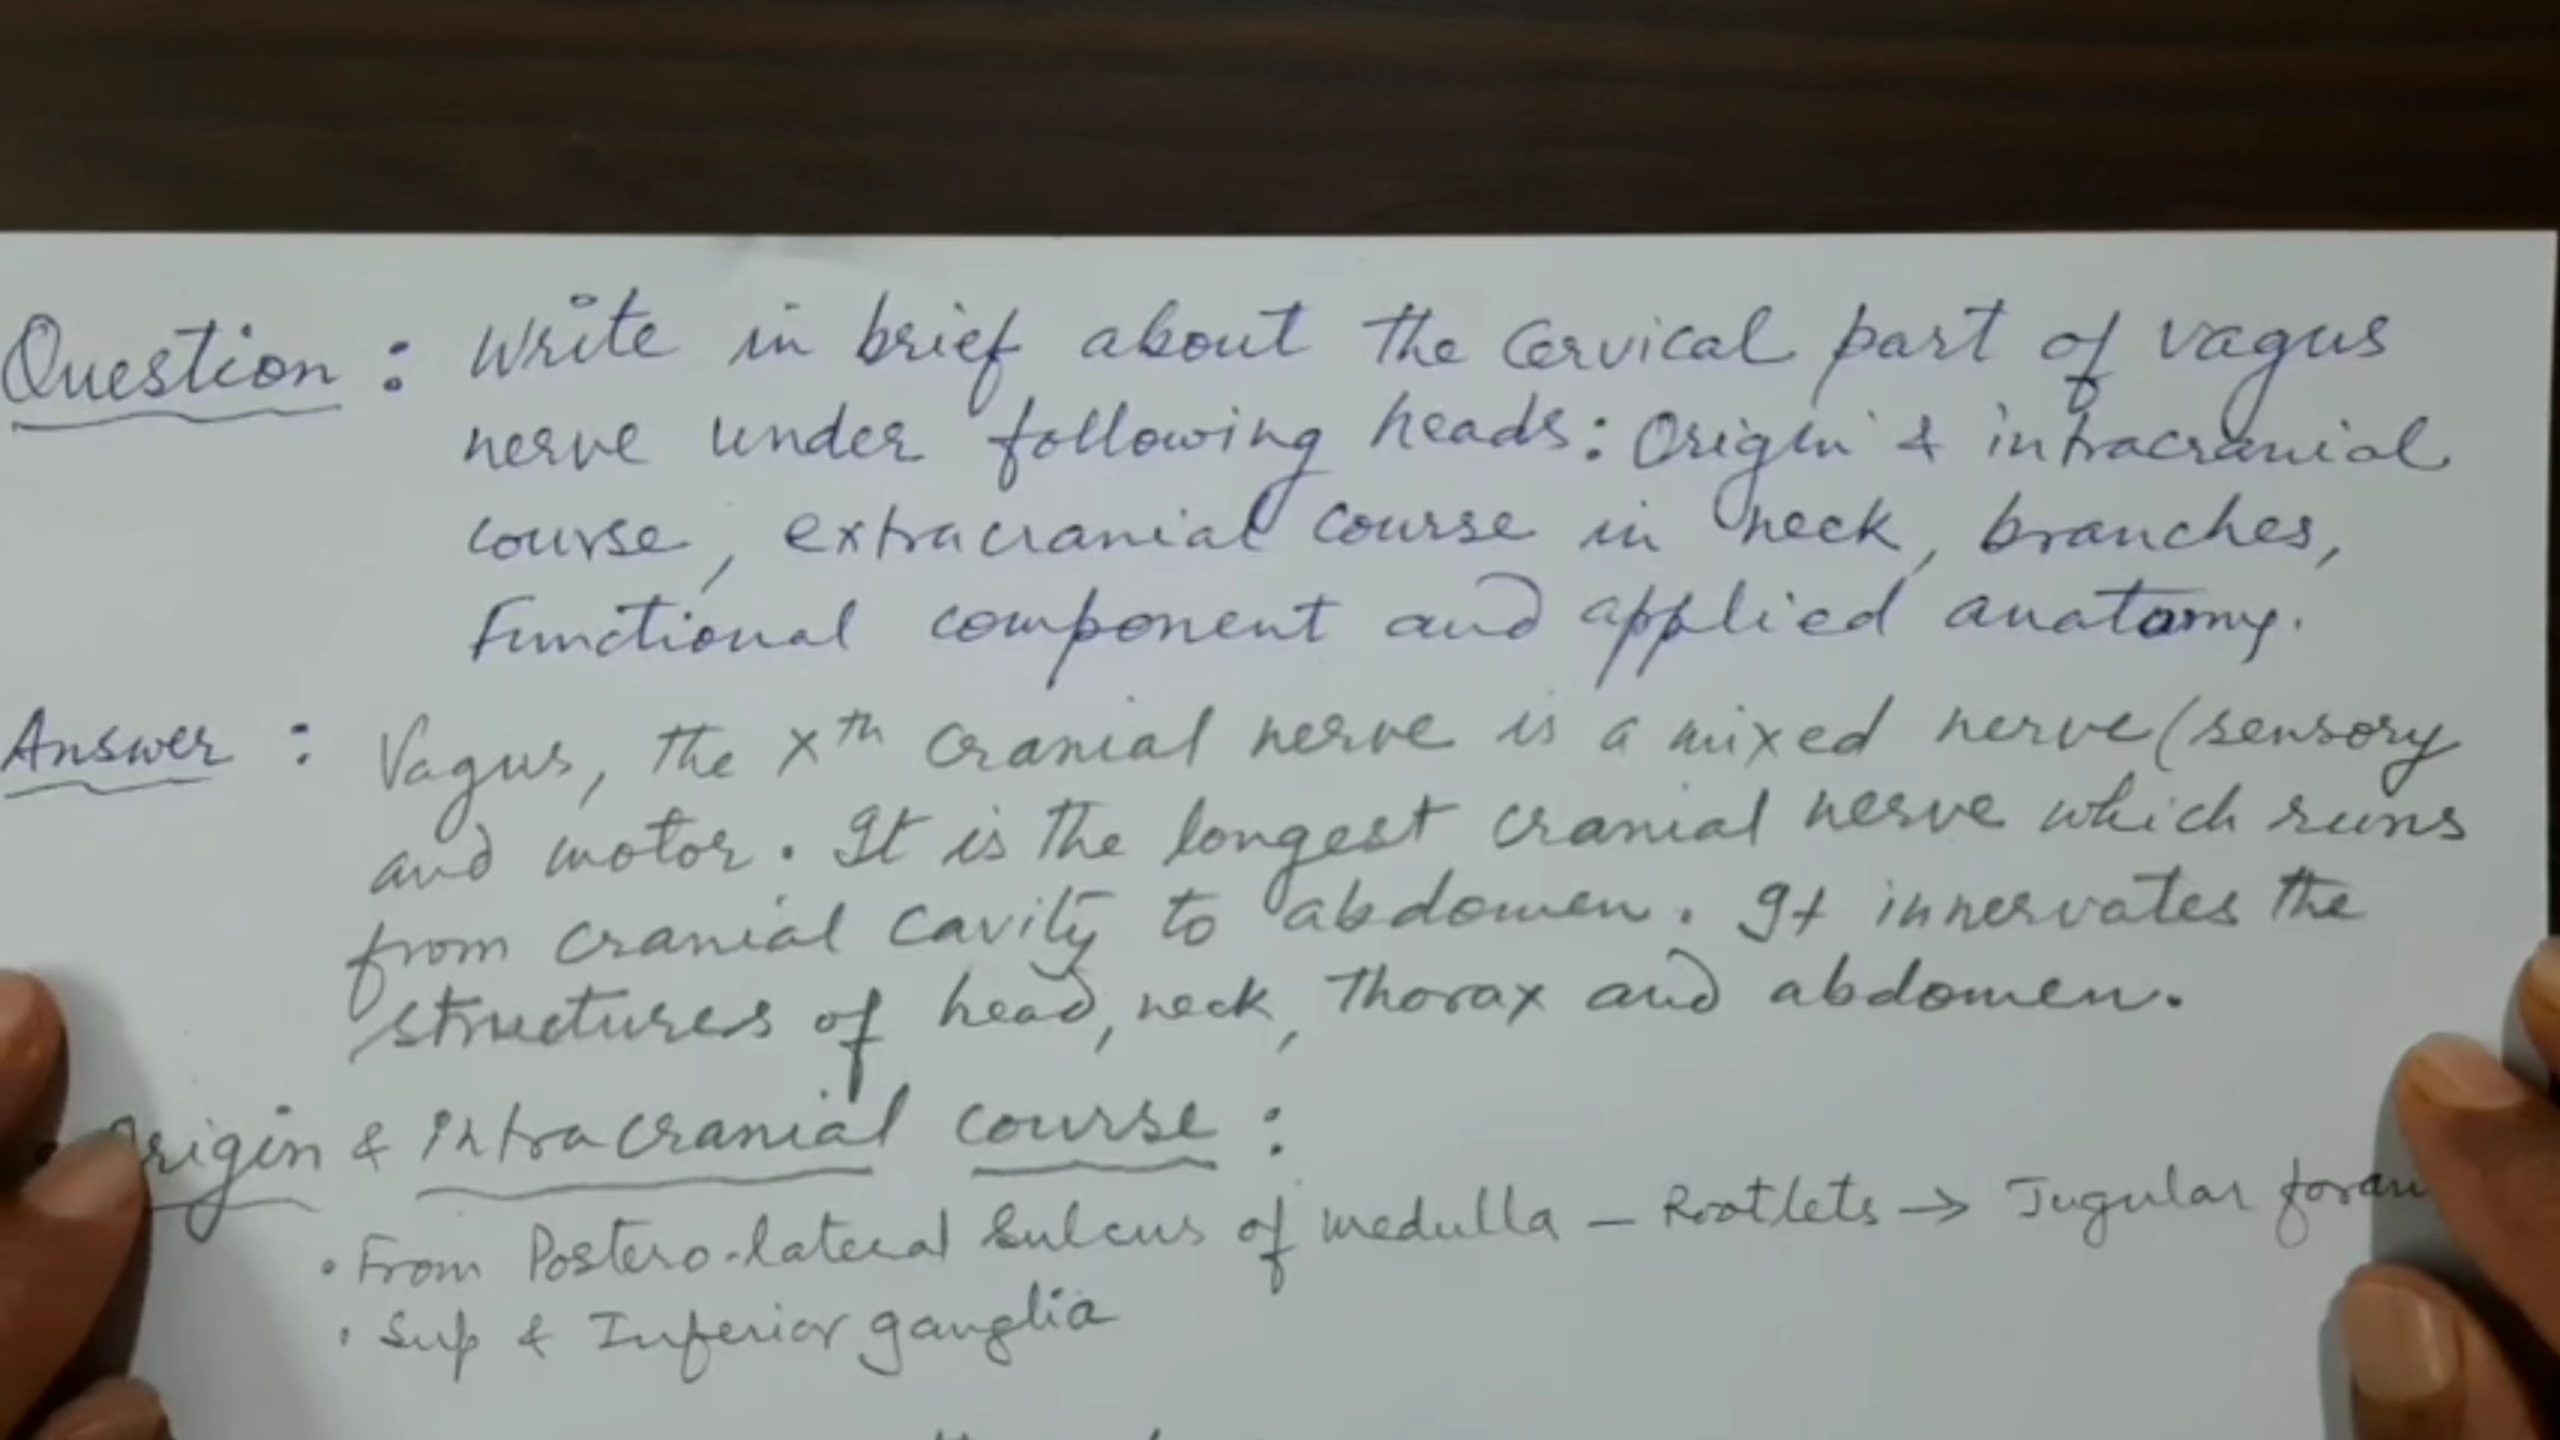 Question : Write in brief about the Cervical part of vagus
nerve under following heads: Origin & intracranial
course, extracranial course in neck, branches,
Functional component and applied anatomy.
Answer : Vagus, the Xth cranial nerve is a mixed nerve (sensory
and motor. It is the longest cranial nerve which runs
from cranial cavity to abdomen. It innervates the
structures of head, neck, thorax and abdomen.
Origin & Intracranial course :
• From Postero-lateral Sulcus of medulla – Rootlets → Jugular foram
• Sup & Inferior ganglia